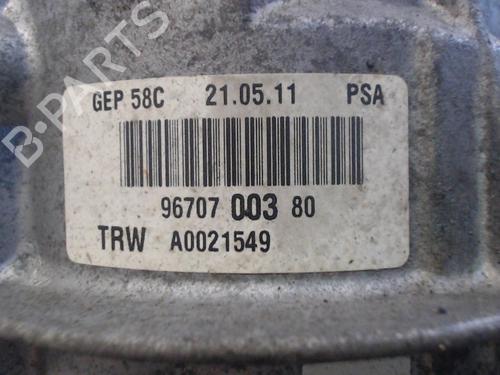 B-PARTS
GEP 58C 21.05.11 PSA
96707 003 80
TRW A0021549